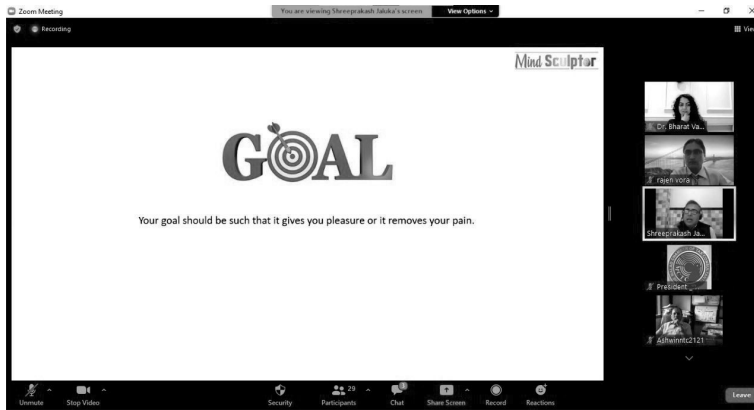 Zoom Meeting
You are viewing Shreeprakash Jaluka's screen View Options
Recording
View
Mind Sculptor
GOAL
Your goal should be such that it gives you pleasure or it removes your pain.
Dr. Bharat Va...
rajen vora
Shreeprakash Ja...
President
Ashwinrtc2121
Unmute Stop Video Security Participants 29 Chat 1 Share Screen Record Reactions Leave